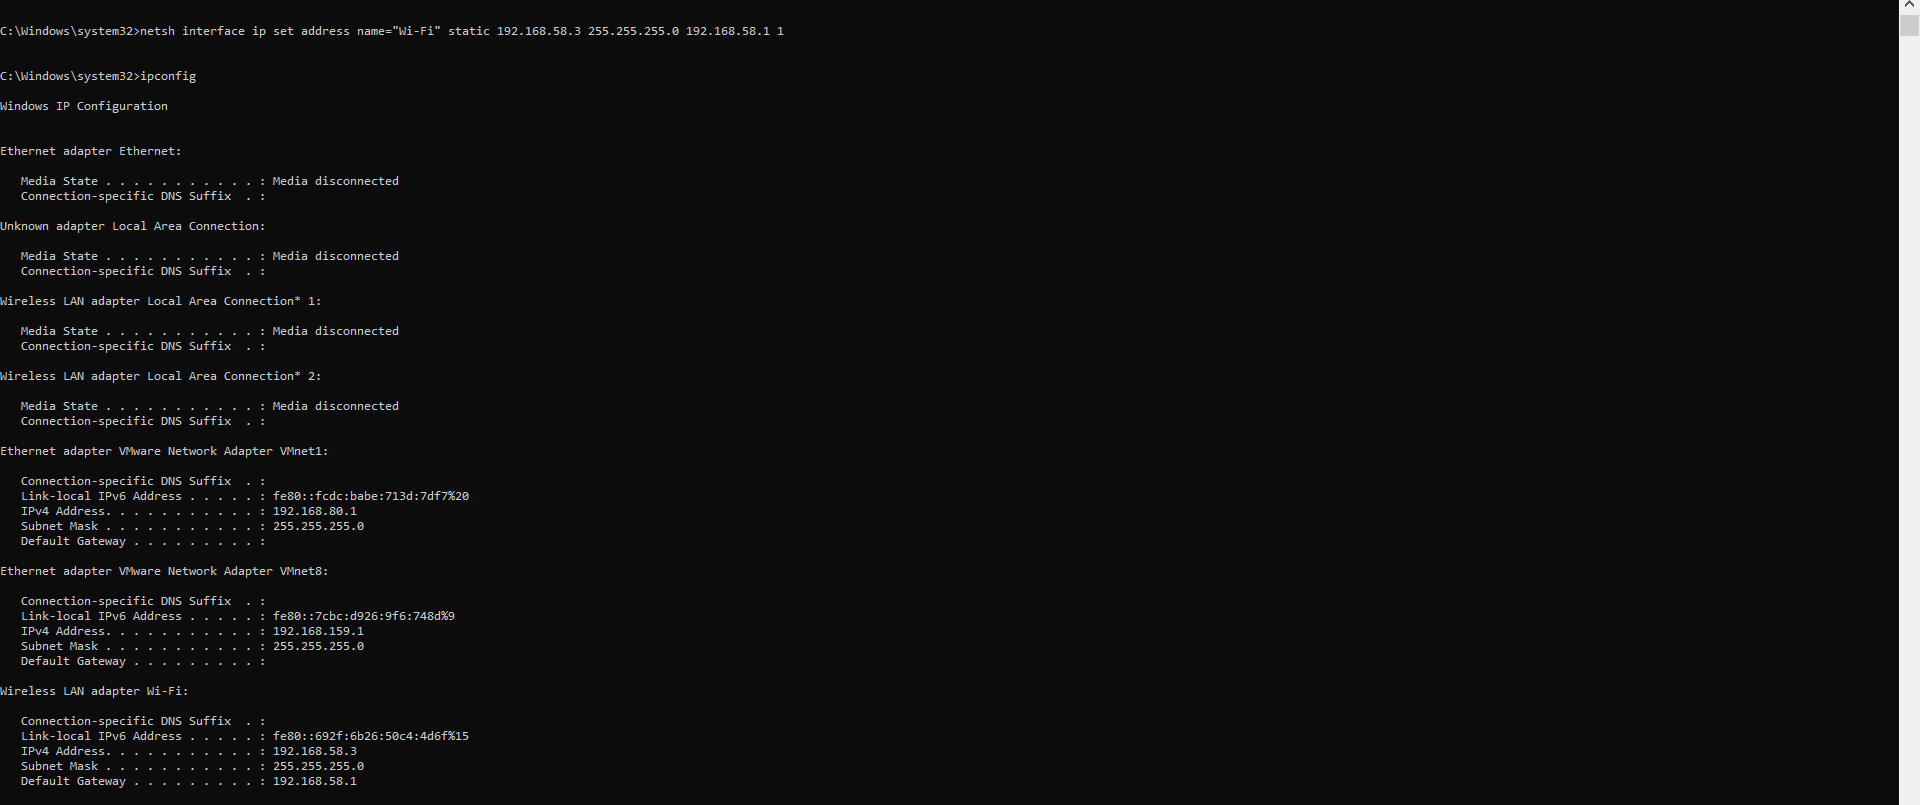 C:\Windows\system32>netsh interface ip set address name="Wi-Fi" static 192.168.58.3 255.255.255.0 192.168.58.1 1
C:\Windows\system32>ipconfig
Windows IP Configuration
Ethernet adapter Ethernet:
   Media State . . . . . . . . . . . : Media disconnected
   Connection-specific DNS Suffix  . :
Unknown adapter Local Area Connection:
   Media State . . . . . . . . . . . : Media disconnected
   Connection-specific DNS Suffix  . :
Wireless LAN adapter Local Area Connection* 1:
   Media State . . . . . . . . . . . : Media disconnected
   Connection-specific DNS Suffix  . :
Wireless LAN adapter Local Area Connection* 2:
   Media State . . . . . . . . . . . : Media disconnected
   Connection-specific DNS Suffix  . :
Ethernet adapter VMware Network Adapter VMnet1:
   Connection-specific DNS Suffix  . :
   Link-local IPv6 Address . . . . . : fe80::fcdc:babe:713d:7df7%20
   IPv4 Address. . . . . . . . . . . : 192.168.80.1
   Subnet Mask . . . . . . . . . . . : 255.255.255.0
   Default Gateway . . . . . . . . . :
Ethernet adapter VMware Network Adapter VMnet8:
   Connection-specific DNS Suffix  . :
   Link-local IPv6 Address . . . . . : fe80::7cbc:d926:9f6:748d%9
   IPv4 Address. . . . . . . . . . . : 192.168.159.1
   Subnet Mask . . . . . . . . . . . : 255.255.255.0
   Default Gateway . . . . . . . . . :
Wireless LAN adapter Wi-Fi:
   Connection-specific DNS Suffix  . :
   Link-local IPv6 Address . . . . . : fe80::692f:6b26:50c4:4d6f%15
   IPv4 Address. . . . . . . . . . . : 192.168.58.3
   Subnet Mask . . . . . . . . . . . : 255.255.255.0
   Default Gateway . . . . . . . . . : 192.168.58.1